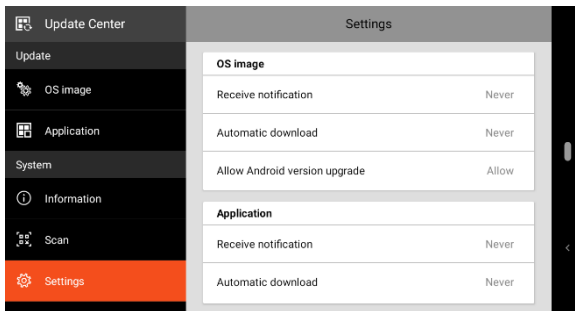 Update Center
Settings
Update
OS image
Application
System
Information
Scan
Settings
OS image
Receive notification Never
Automatic download Never
Allow Android version upgrade Allow
Application
Receive notification Never
Automatic download Never